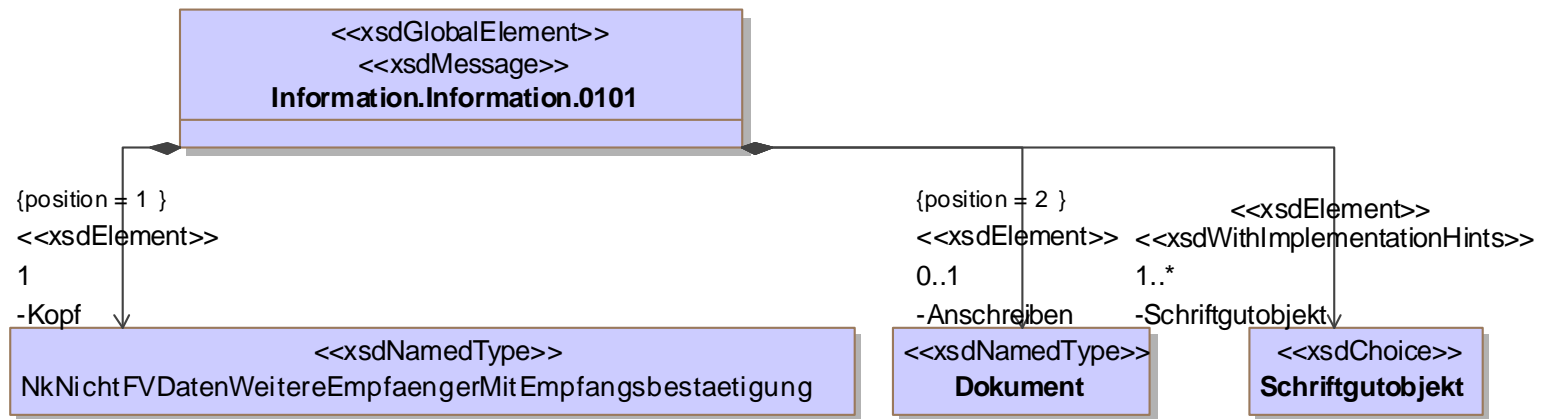 <<xsdGlobalElement>>
<<xsdMessage>>
Information.Information.0101
{position = 1 }
<<xsdElement>>
1
-Kopf
{position = 2 }
<<xsdElement>>
0..1
-Anschreiben
<<xsdElement>>
<<xsdWithImplementationHints>>
1..*
-Schriftgutobjekt
<<xsdNamedType>>
NkNichtFVDatenWeitereEmpfaengerMitEmpfangsbestaetigung
<<xsdNamedType>>
Dokument
<<xsdChoice>>
Schriftgutobjekt